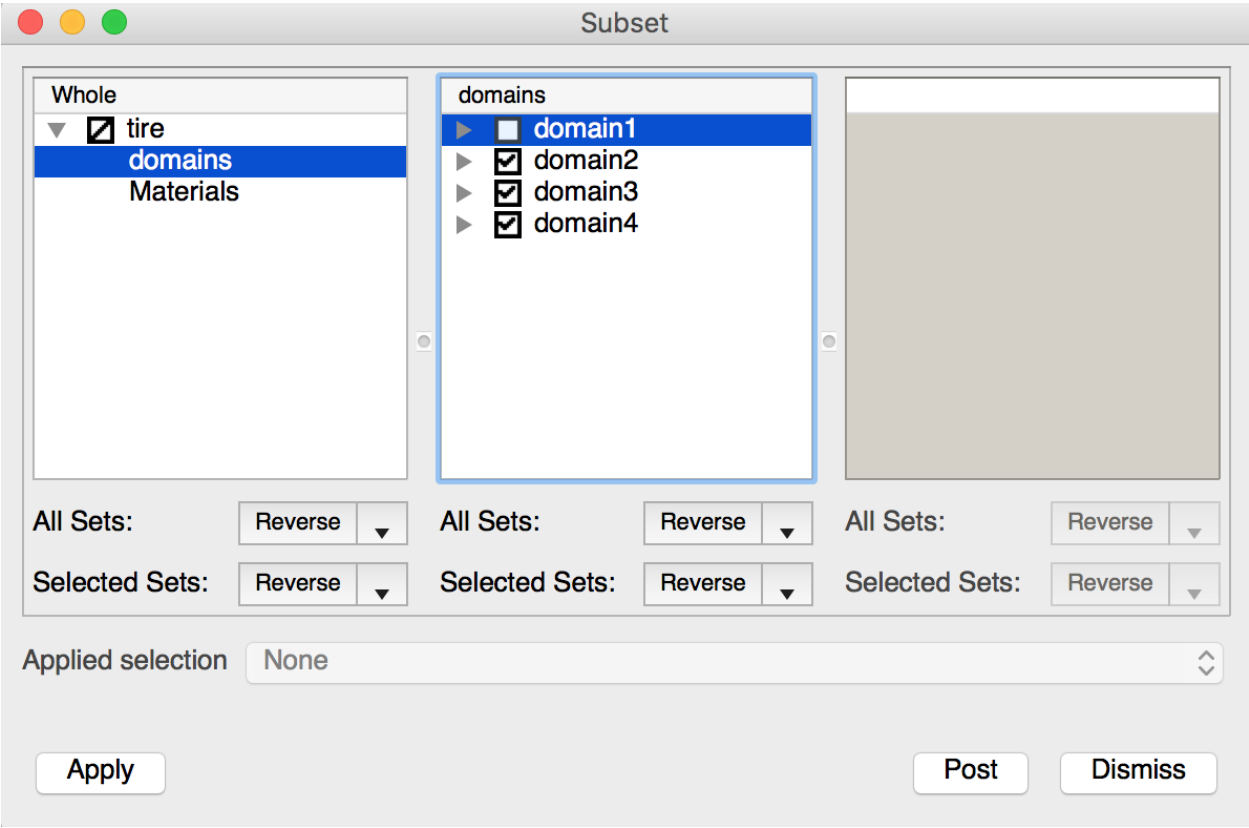 Subset
Whole
tire
domains
Materials
domains
domain1
domain2
domain3
domain4
All Sets: Reverse All Sets: Reverse All Sets: Reverse
Selected Sets: Reverse Selected Sets: Reverse Selected Sets: Reverse
Applied selection None
Apply Post Dismiss